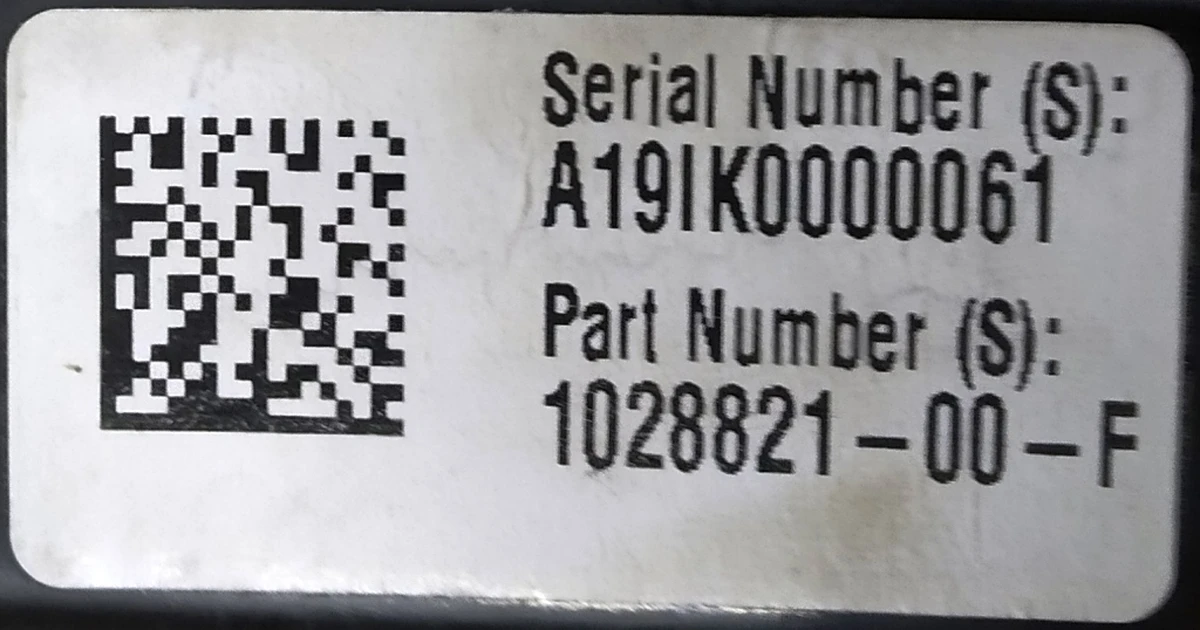 Serial Number (S):
A19IK0000061
Part Number (S):
1028821-00-F